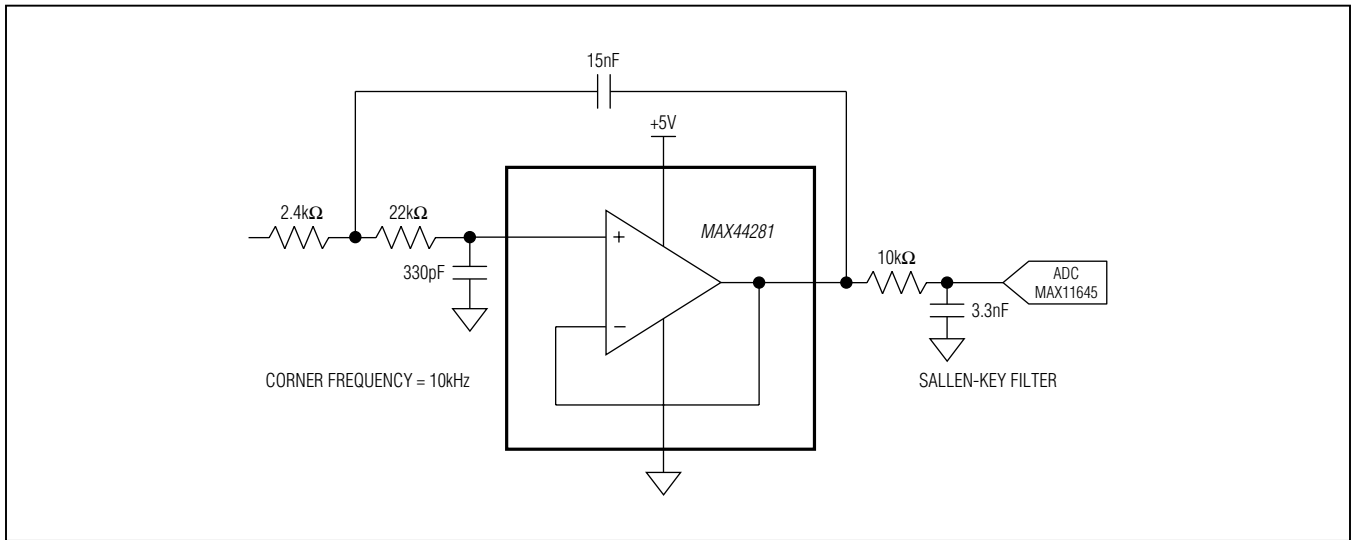 15nF
+5V
2.4kΩ
22kΩ
+
MAX44281
330pF
10kΩ
ADC
MAX11645
3.3nF
−
CORNER FREQUENCY = 10kHz
SALLEN-KEY FILTER